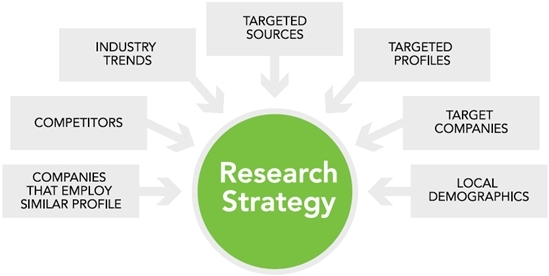 TARGETED
SOURCES
INDUSTRY
TRENDS
TARGETED
PROFILES
COMPETITORS
TARGET
COMPANIES
COMPANIES
THAT EMPLOY
SIMILAR PROFILE
Research
Strategy
LOCAL
DEMOGRAPHICS